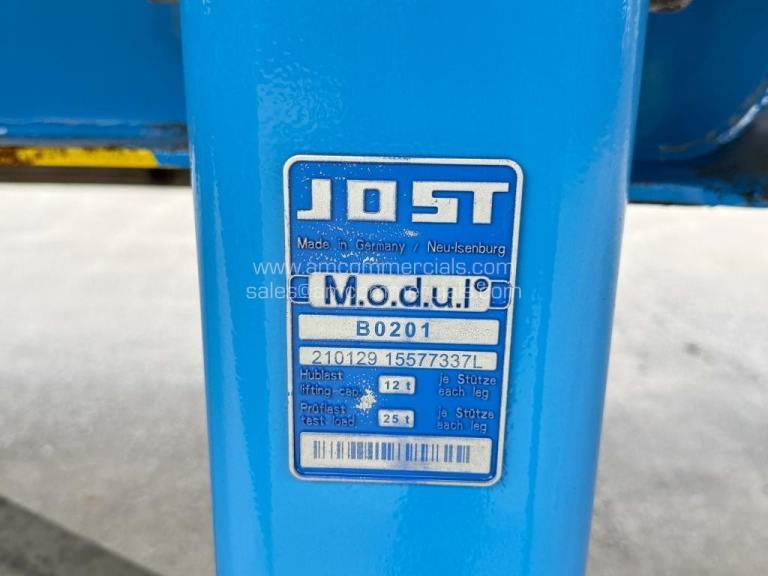 JOST
Made in Germany / Neu-Isenburg
www.amcommercials.com
sales@amcommercials.com
M.o.d.u.l
B0201
210129 15577337L
Hublast 12 t je Stütze
lifting-cap. each leg
Prüflast 25 t je Stütze
test load each leg